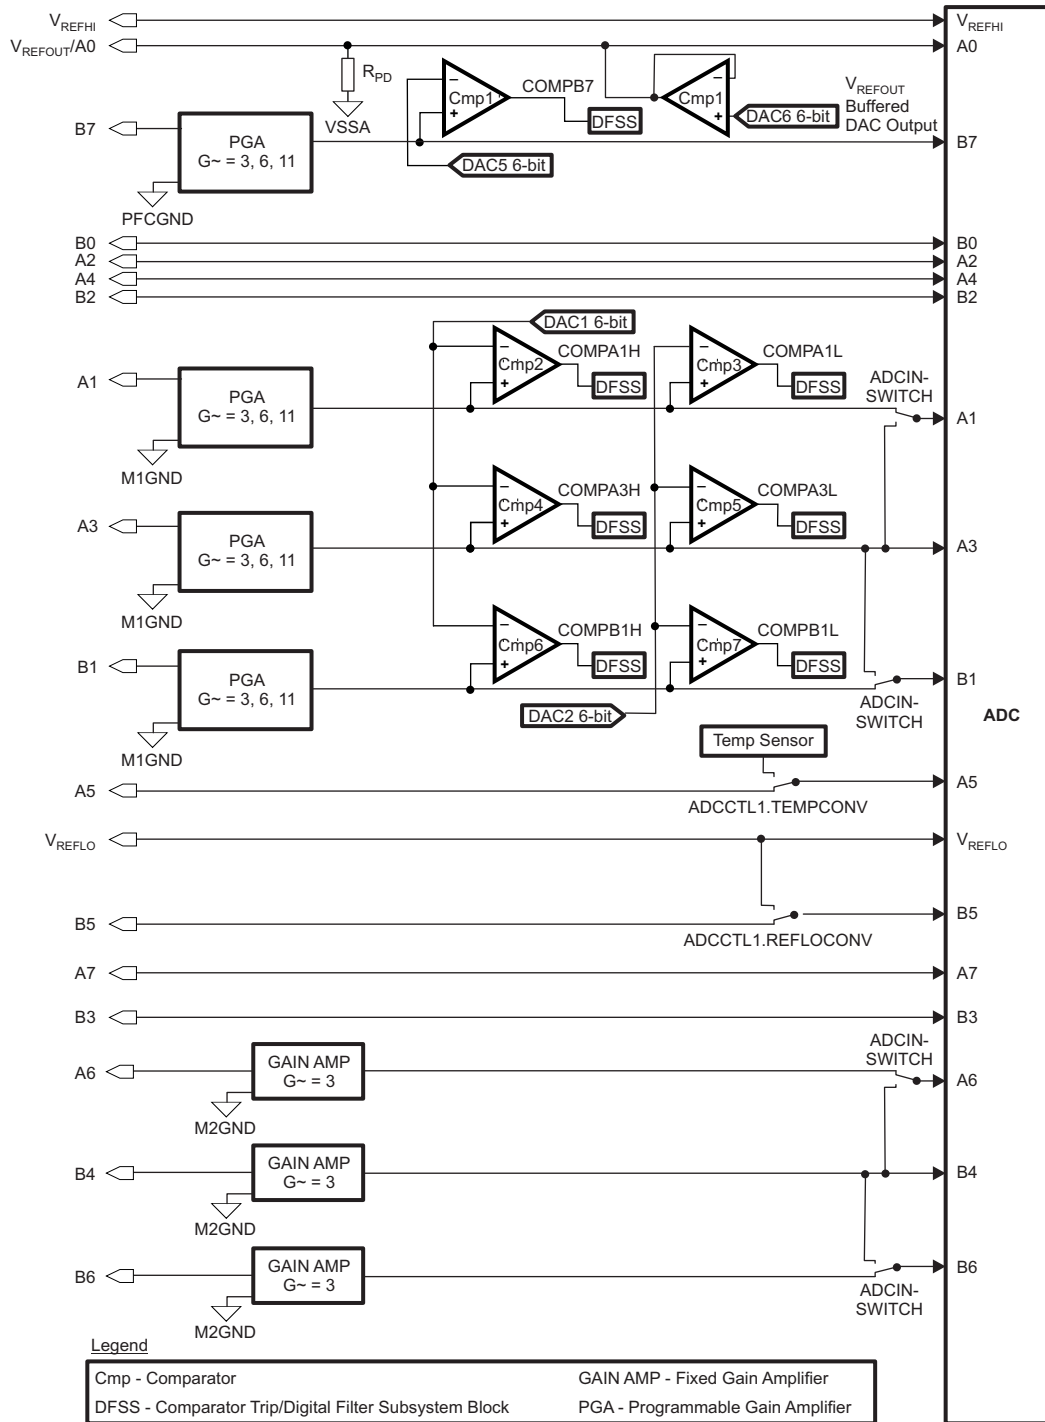 VREFHI
VREFHI
VREFOUT/A0
A0
RPD
VSSA
Cmp1
COMPB7
DFSS
Cmp1
DAC6 6-bit
VREFOUT
Buffered
DAC Output
B7
PGA
G~ = 3, 6, 11
DAC5 6-bit
B7
PFCGND
B0
B0
A2
A2
A4
A4
B2
B2
DAC1 6-bit
Cmp2
COMPA1H
DFSS
Cmp3
COMPA1L
DFSS
ADCIN-
SWITCH
A1
PGA
G~ = 3, 6, 11
A1
M1GND
Cmp4
COMPA3H
DFSS
Cmp5
COMPA3L
DFSS
A3
PGA
G~ = 3, 6, 11
A3
M1GND
Cmp6
COMPB1H
DFSS
Cmp7
COMPB1L
DFSS
B1
PGA
G~ = 3, 6, 11
B1
ADCIN-
SWITCH
DAC2 6-bit
ADC
M1GND
Temp Sensor
A5
A5
ADCCTL1.TEMPCONV
VREFLO
VREFLO
B5
B5
ADCCTL1.REFLOCONV
A7
A7
B3
B3
ADCIN-
SWITCH
A6
GAIN AMP
G~ = 3
A6
M2GND
B4
GAIN AMP
G~ = 3
B4
M2GND
B6
GAIN AMP
G~ = 3
B6
ADCIN-
SWITCH
M2GND
Legend
Cmp - Comparator
GAIN AMP - Fixed Gain Amplifier
DFSS - Comparator Trip/Digital Filter Subsystem Block
PGA - Programmable Gain Amplifier